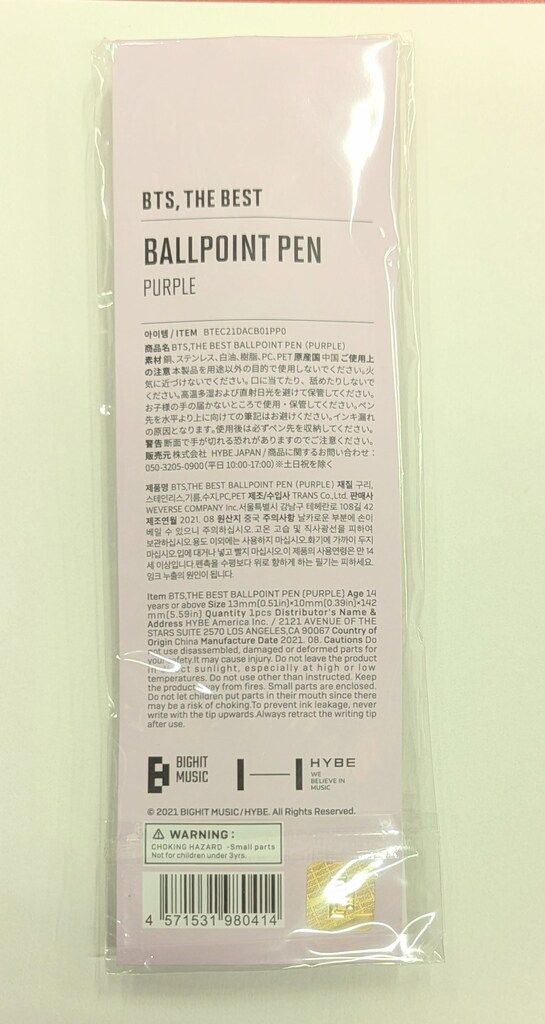 BTS, THE BEST
BALLPOINT PEN
PURPLE
아이템 / ITEM BTEC21DACB01PP0
商品名 BTS,THE BEST BALLPOINT PEN (PURPLE)
素材 銅、ステンレス、白油、樹脂、PC、PET 原産国 中国 ご使用上
の注意 本製品を用途以外の目的で使用しないでください。火
気に近づけないでください。口に当てたり、舐めたりしないで
ください。高温多湿および直射日光を避けて保管してください。
お子様の手の届かないところで使用・保管してください。ペン
先を水平より上に向けての筆記はお避けください。インキ漏れ
の原因となります。使用後は必ずペン先を収納してください。
警告 断面で手が切れる恐れがありますのでご注意ください。
販売元 株式会社 HYBE JAPAN / 商品に関するお問い合わせ：
050-3205-0900（平日 10:00-17:00）※土日祝を除く
제품명 BTS,THE BEST BALLPOINT PEN (PURPLE) 재질 구리,
스테인리스,기름,수지,PC,PET 제조/수입사 TRANS Co.,Ltd. 판매사
WEVERSE COMPANY Inc.서울특별시 강남구 테헤란로 108길 42
제조연월 2021. 08 원산지 중국 주의사항 날카로운 부분에 손이
베일 수 있으니 주의하십시오.고온 고습 및 직사광선을 피하여
보관하십시오.용도 이외에는 사용하지 마십시오.화기에 가까이 두지
마십시오.입에 대거나 넣고 빨지 마십시오.이 제품의 사용연령은 만 14
세 이상입니다.펜촉을 수평보다 위로 향하게 하는 필기는 피하세요.
잉크 누출의 원인이 됩니다.
Item BTS,THE BEST BALLPOINT PEN (PURPLE) Age 14
years or above Size 13mm(0.51in)×10mm(0.39in)×142
mm(5.59in) Quantity 1pcs Distributor's Name &
Address HYBE America Inc. / 2121 AVENUE OF THE
STARS SUITE 2570 LOS ANGELES,CA 90067 Country of
Origin China Manufacture Date 2021. 08. Cautions Do
not use disassembled, damaged or deformed parts for
your safety.It may cause injury. Do not leave the product
in direct sunlight, especially at high or low
temperatures. Do not use other than instructed. Keep
the product away from fires. Small parts are enclosed.
Do not let children put parts in their mouth since there
may be a risk of choking.To prevent ink leakage, never
write with the tip upwards.Always retract the writing tip
after use.
BIGHIT
MUSIC
HYBE
WE
BELIEVE IN
MUSIC
© 2021 BIGHIT MUSIC / HYBE. All Rights Reserved.
⚠ WARNING :
CHOKING HAZARD -Small parts
Not for children under 3yrs.
4 571531 980414